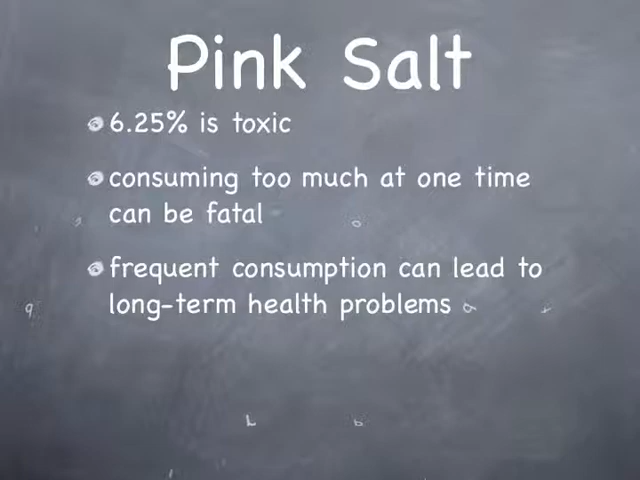 Pink Salt
6.25% is toxic
consuming too much at one time
can be fatal
frequent consumption can lead to
long-term health problems